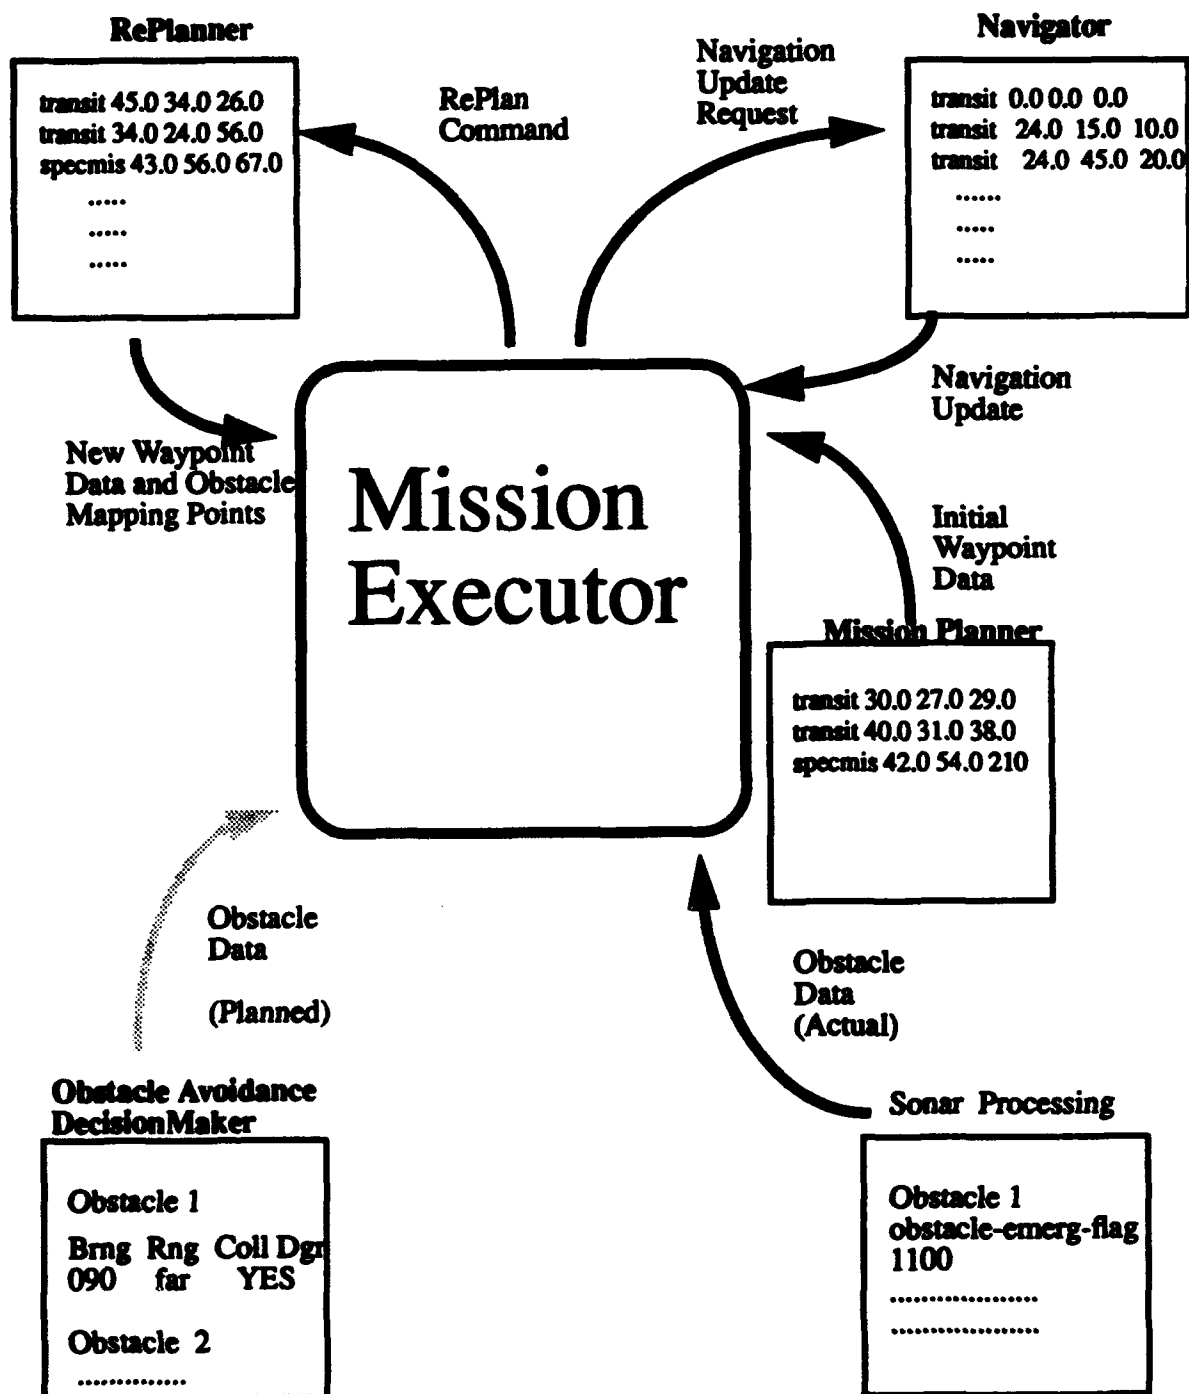 RePlanner
transit 45.0 34.0 26.0
transit 34.0 24.0 56.0
specmis 43.0 56.0 67.0
.....
.....
.....
RePlan
Command
Navigation
Update
Request
Navigator
transit 0.0 0.0 0.0
transit 24.0 15.0 10.0
transit 24.0 45.0 20.0
......
.....
.....
New Waypoint
Data and Obstacle
Mapping Points
Mission
Executor
Navigation
Update
Initial
Waypoint
Data
Mission Planner
transit 30.0 27.0 29.0
transit 40.0 31.0 38.0
specmis 42.0 54.0 210
Obstacle
Data
(Planned)
Obstacle
Data
(Actual)
Obstacle Avoidance
DecisionMaker
Obstacle 1
Brng Rng Coll Dgr
090 far YES
Obstacle 2
..............
Sonar Processing
Obstacle 1
obstacle-emerg-flag
1100
...................
...................